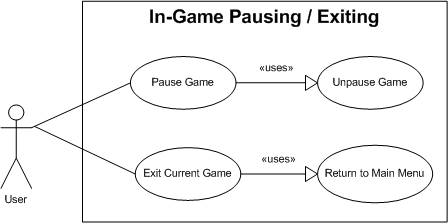 In-Game Pausing / Exiting
«uses»
Pause Game
Unpause Game
«uses»
Exit Current Game
Return to Main Menu
User